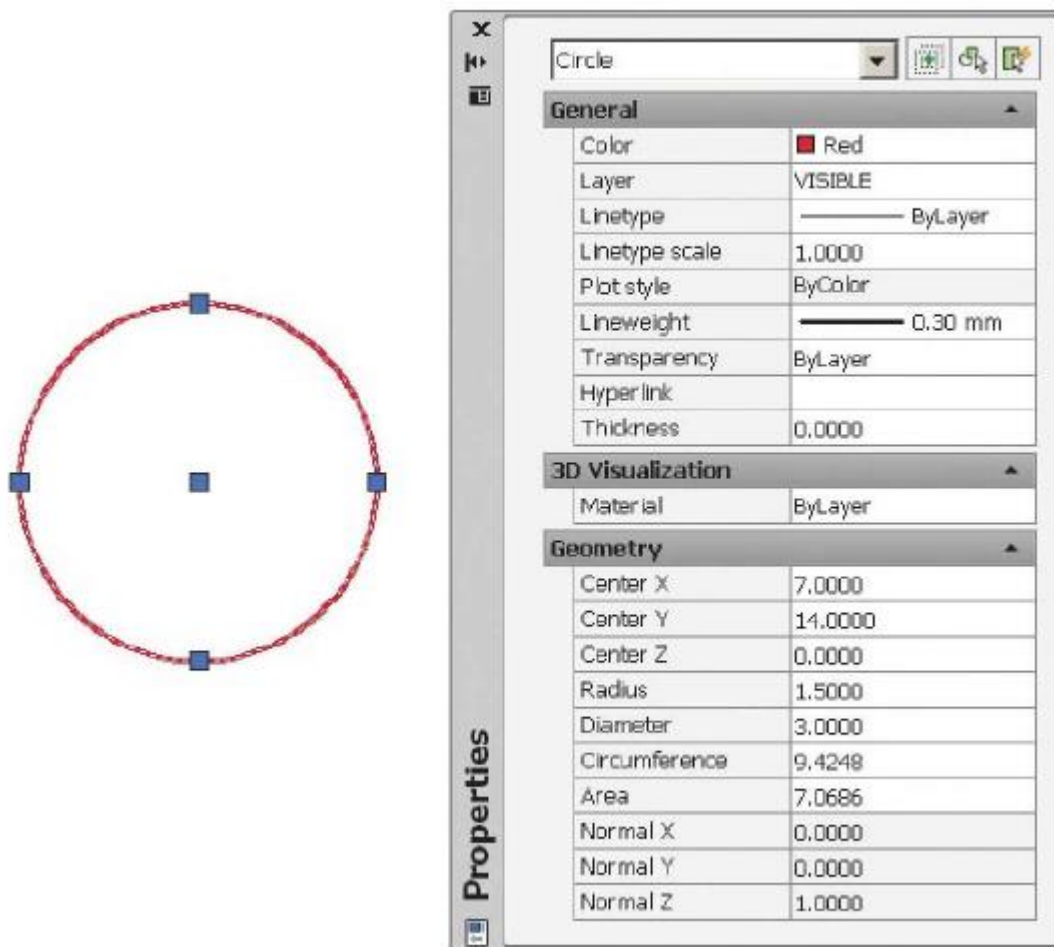 Circle
General
Color Red
Layer VISIBLE
Linetype ByLayer
Linetype scale 1.0000
Plot style ByColor
Lineweight 0.30 mm
Transparency ByLayer
Hyperlink
Thickness 0.0000
3D Visualization
Material ByLayer
Geometry
Center X 7.0000
Center Y 14.0000
Center Z 0.0000
Radius 1.5000
Diameter 3.0000
Circumference 9.4248
Area 7.0686
Normal X 0.0000
Normal Y 0.0000
Normal Z 1.0000
Properties